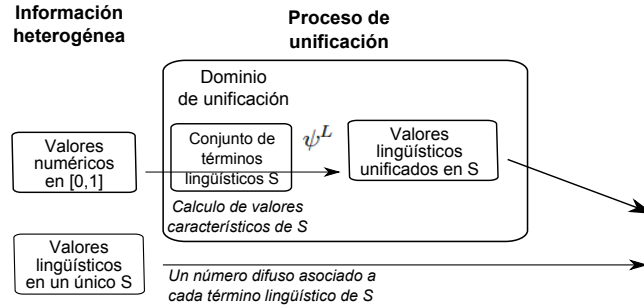 Información
heterogénea
Proceso de
unificación
Dominio
de unificación
Valores
numéricos
en [0,1]
Conjunto de
términos
lingüísticos S
ψ^L
Valores
lingüísticos
unificados en S
Calculo de valores
característicos de S
Valores
lingüísticos
en un único S
Un número difuso asociado a
cada término lingüístico de S